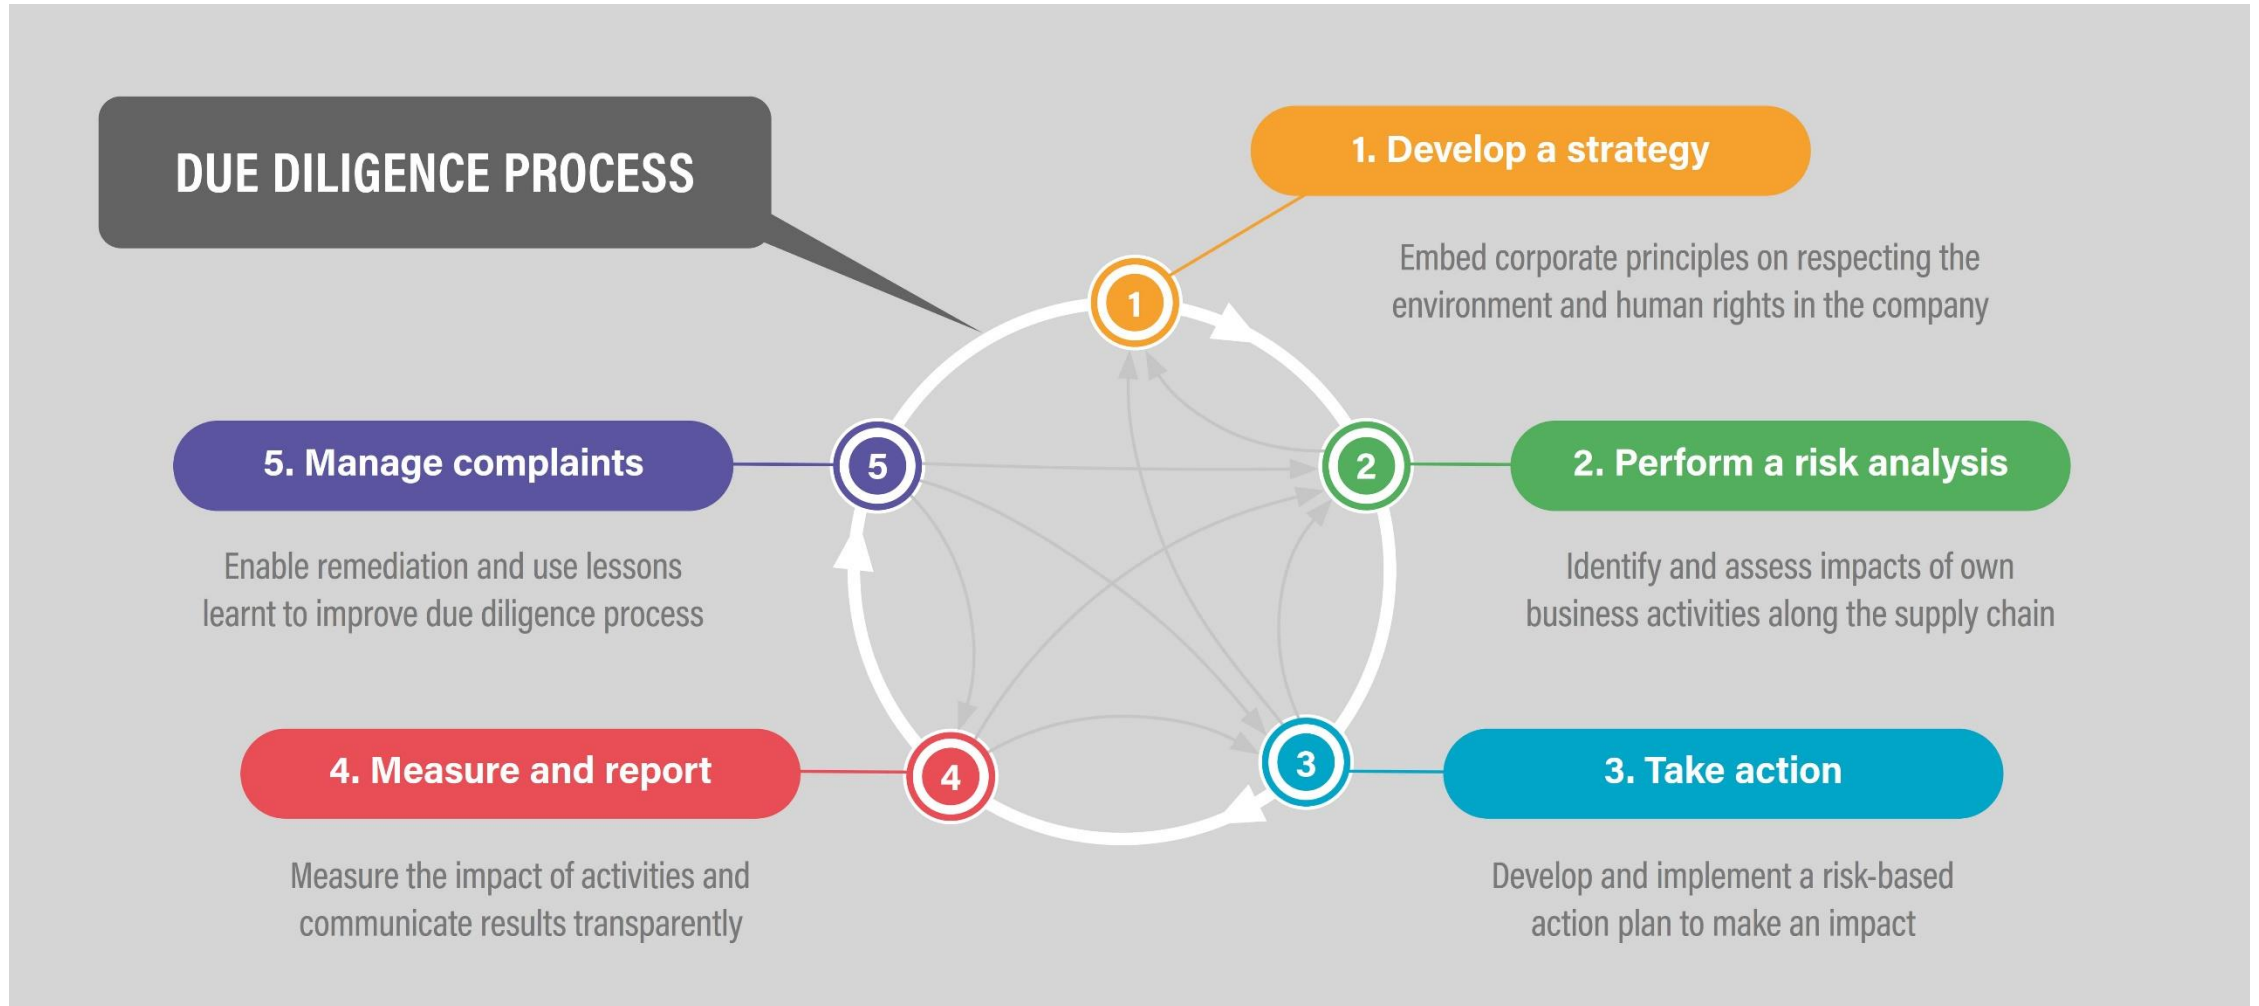 DUE DILIGENCE PROCESS
1. Develop a strategy
Embed corporate principles on respecting the
environment and human rights in the company
1
5. Manage complaints
5
2
2. Perform a risk analysis
Enable remediation and use lessons
learnt to improve due diligence process
Identify and assess impacts of own
business activities along the supply chain
4. Measure and report
4
3
3. Take action
Measure the impact of activities and
communicate results transparently
Develop and implement a risk-based
action plan to make an impact